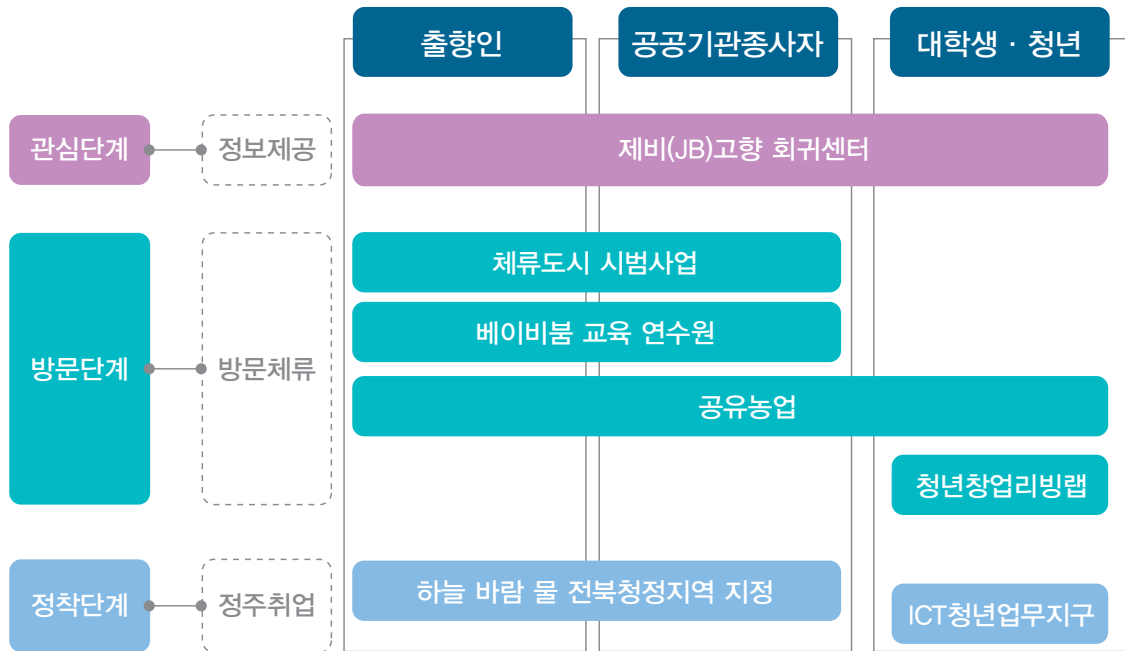 출향인
공공기관종사자
대학생 · 청년
관심단계
정보제공
제비(JB)고향 회귀센터
방문단계
방문체류
체류도시 시범사업
베이비붐 교육 연수원
공유농업
청년창업리빙랩
정착단계
정주취업
하늘 바람 물 전북청정지역 지정
ICT청년업무지구